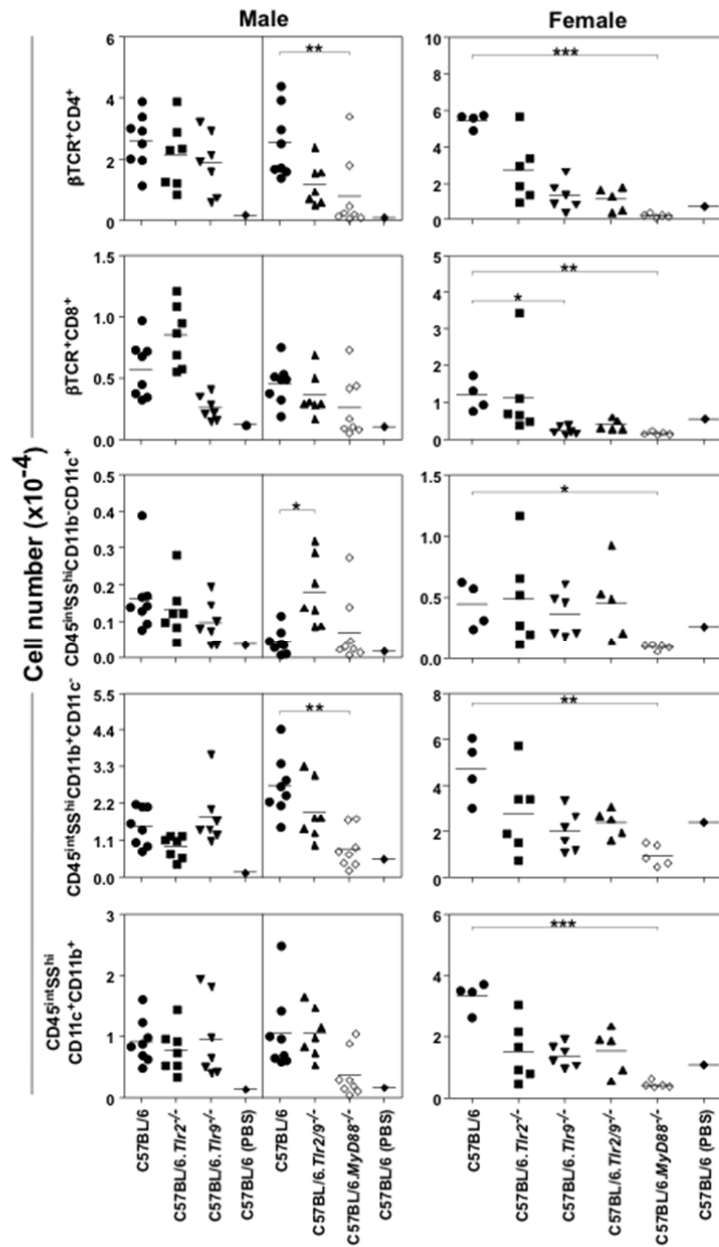 Male
Female
Cell number (x10⁻⁴)
βTCR⁺CD4⁺
6
4
2
0
**
10
8
6
4
2
0
***
βTCR⁺CD8⁺
1.5
1.0
0.5
0.0
5
4
3
2
1
0
**
*
CD45ⁱⁿᵗSSʰⁱCD11b⁻CD11c⁺
0.5
0.4
0.3
0.2
0.1
0.0
*
1.5
1.0
0.5
0.0
*
CD45ⁱⁿᵗSSʰⁱCD11b⁺CD11c⁻
5.5
4.4
3.3
2.2
1.1
0.0
**
8
6
4
2
0
**
CD45ⁱⁿᵗSSʰⁱ
CD11c⁺CD11b⁺
3
2
1
0
6
4
2
0
***
C57BL/6
C57BL/6.Tlr2⁻/⁻
C57BL/6.Tlr9⁻/⁻
C57BL/6 (PBS)
C57BL/6
C57BL/6.Tlr2/9⁻/⁻
C57BL/6.MyD88⁻/⁻
C57BL/6 (PBS)
C57BL/6
C57BL/6.Tlr2⁻/⁻
C57BL/6.Tlr9⁻/⁻
C57BL/6.Tlr2/9⁻/⁻
C57BL/6.MyD88⁻/⁻
C57BL/6 (PBS)